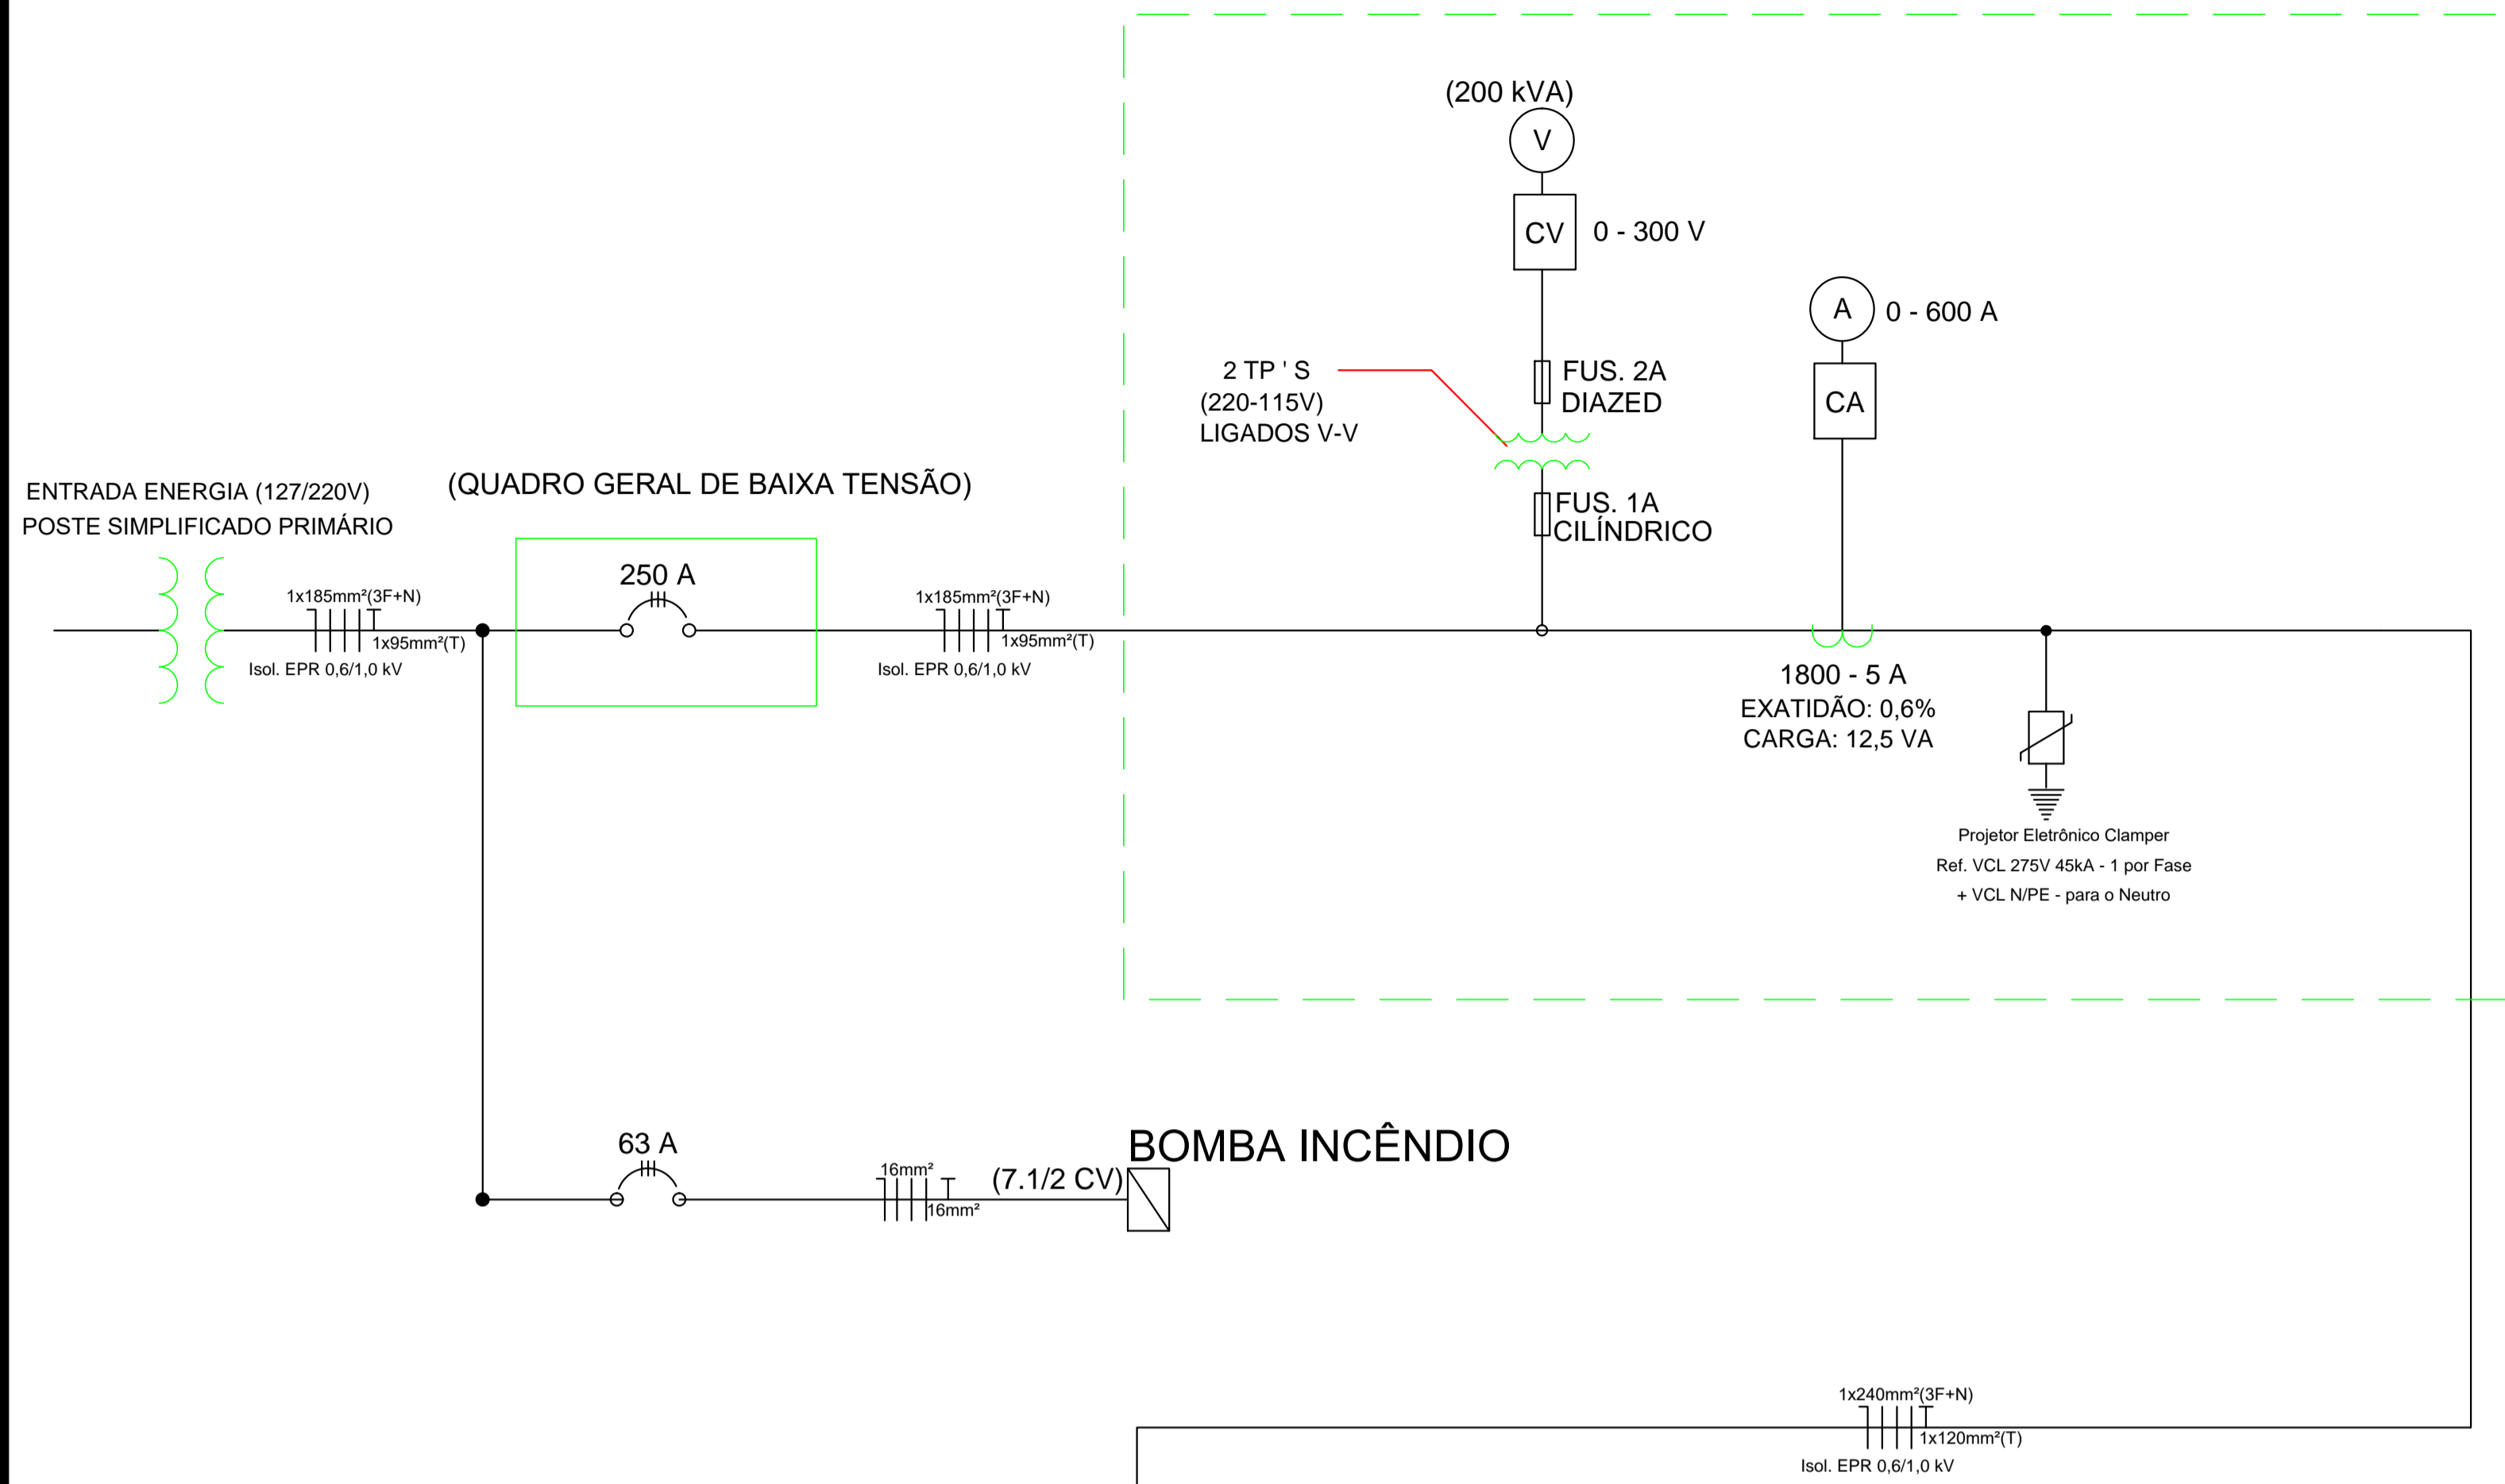 (200 kVA)
V
CV
0 - 300 V
A
0 - 600 A
CA
2 TP ' S
(220-115V)
LIGADOS V-V
FUS. 2A
DIAZED
FUS. 1A
CILÍNDRICO
ENTRADA ENERGIA (127/220V)
POSTE SIMPLIFICADO PRIMÁRIO
(QUADRO GERAL DE BAIXA TENSÃO)
250 A
1x185mm²(3F+N)
1x95mm²(T)
Isol. EPR 0,6/1,0 kV
1x185mm²(3F+N)
1x95mm²(T)
Isol. EPR 0,6/1,0 kV
1800 - 5 A
EXATIDÃO: 0,6%
CARGA: 12,5 VA
Projetor Eletrônico Clamper
Ref. VCL 275V 45kA - 1 por Fase
+ VCL N/PE - para o Neutro
63 A
16mm²
16mm²
(7.1/2 CV)
BOMBA INCÊNDIO
1x240mm²(3F+N)
1x120mm²(T)
Isol. EPR 0,6/1,0 kV